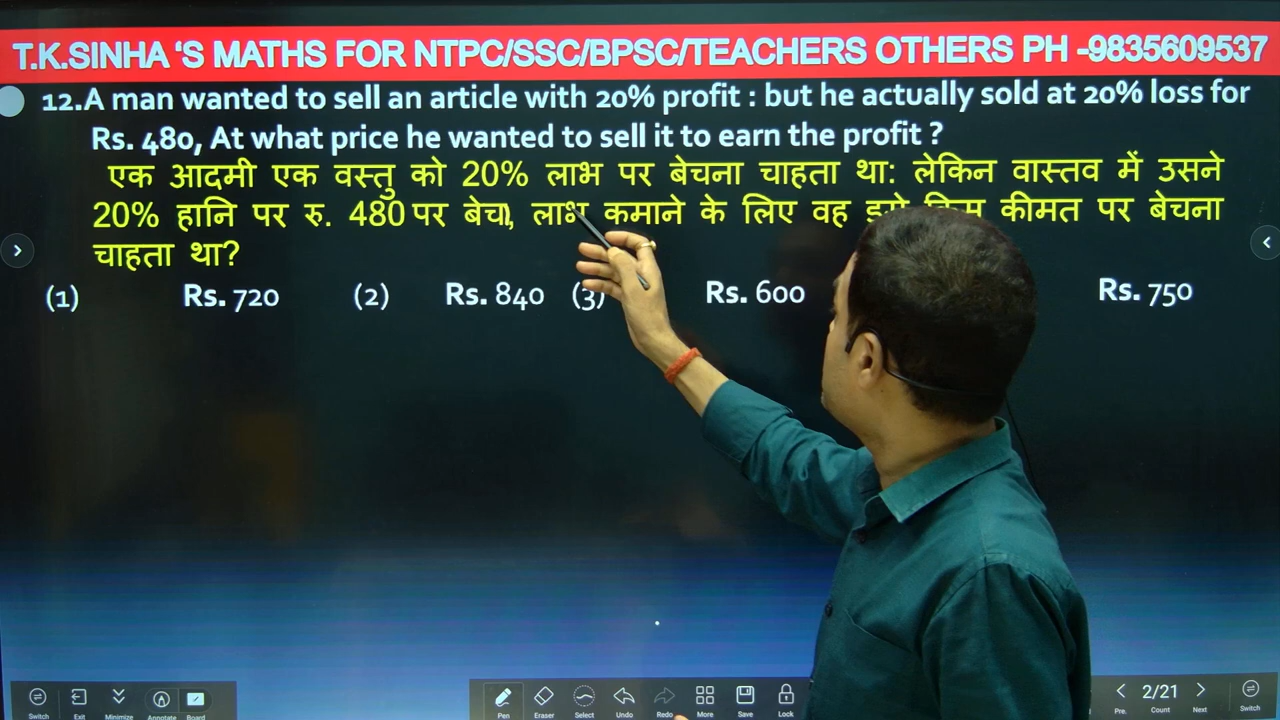 T.K.SINHA ‘S MATHS FOR NTPC/SSC/BPSC/TEACHERS OTHERS PH -9835609537
12.A man wanted to sell an article with 20% profit : but he actually sold at 20% loss for
Rs. 480, At what price he wanted to sell it to earn the profit ?
एक आदमी एक वस्तु को 20% लाभ पर बेचना चाहता था: लेकिन वास्तव में उसने
20% हानि पर रु. 480 पर बेचा, लाभ कमाने के लिए वह कीमत पर बेचना
चाहता था?
(1) Rs. 720 (2) Rs. 840 (3) Rs. 600 Rs. 750
Switch Exit Minimize Annotate Board Pen Eraser Select Undo Redo More Save Lock Pre. 2/21 Count Next Switch